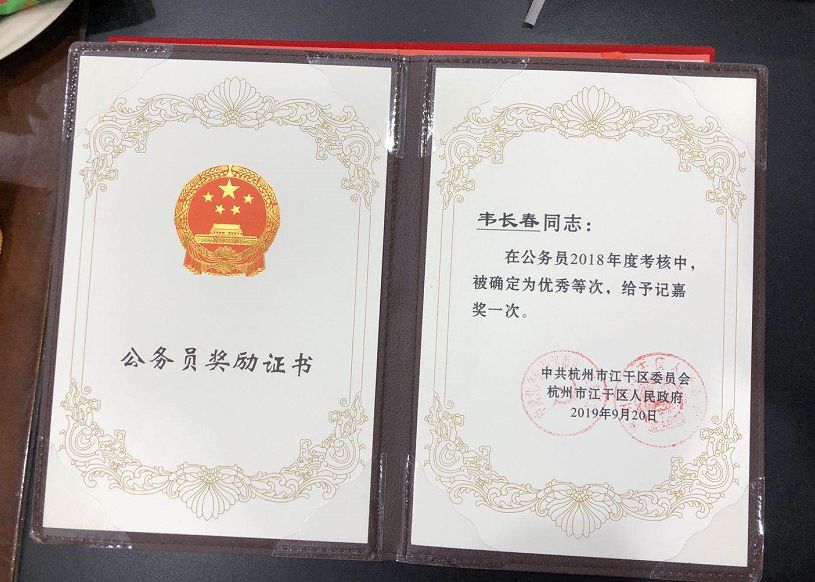 公务员奖励证书
韦长春同志：
在公务员2018年度考核中，
被确定为优秀等次，给予记嘉
奖一次。
中共杭州市江干区委员会
杭州市江干区人民政府
2019年9月20日